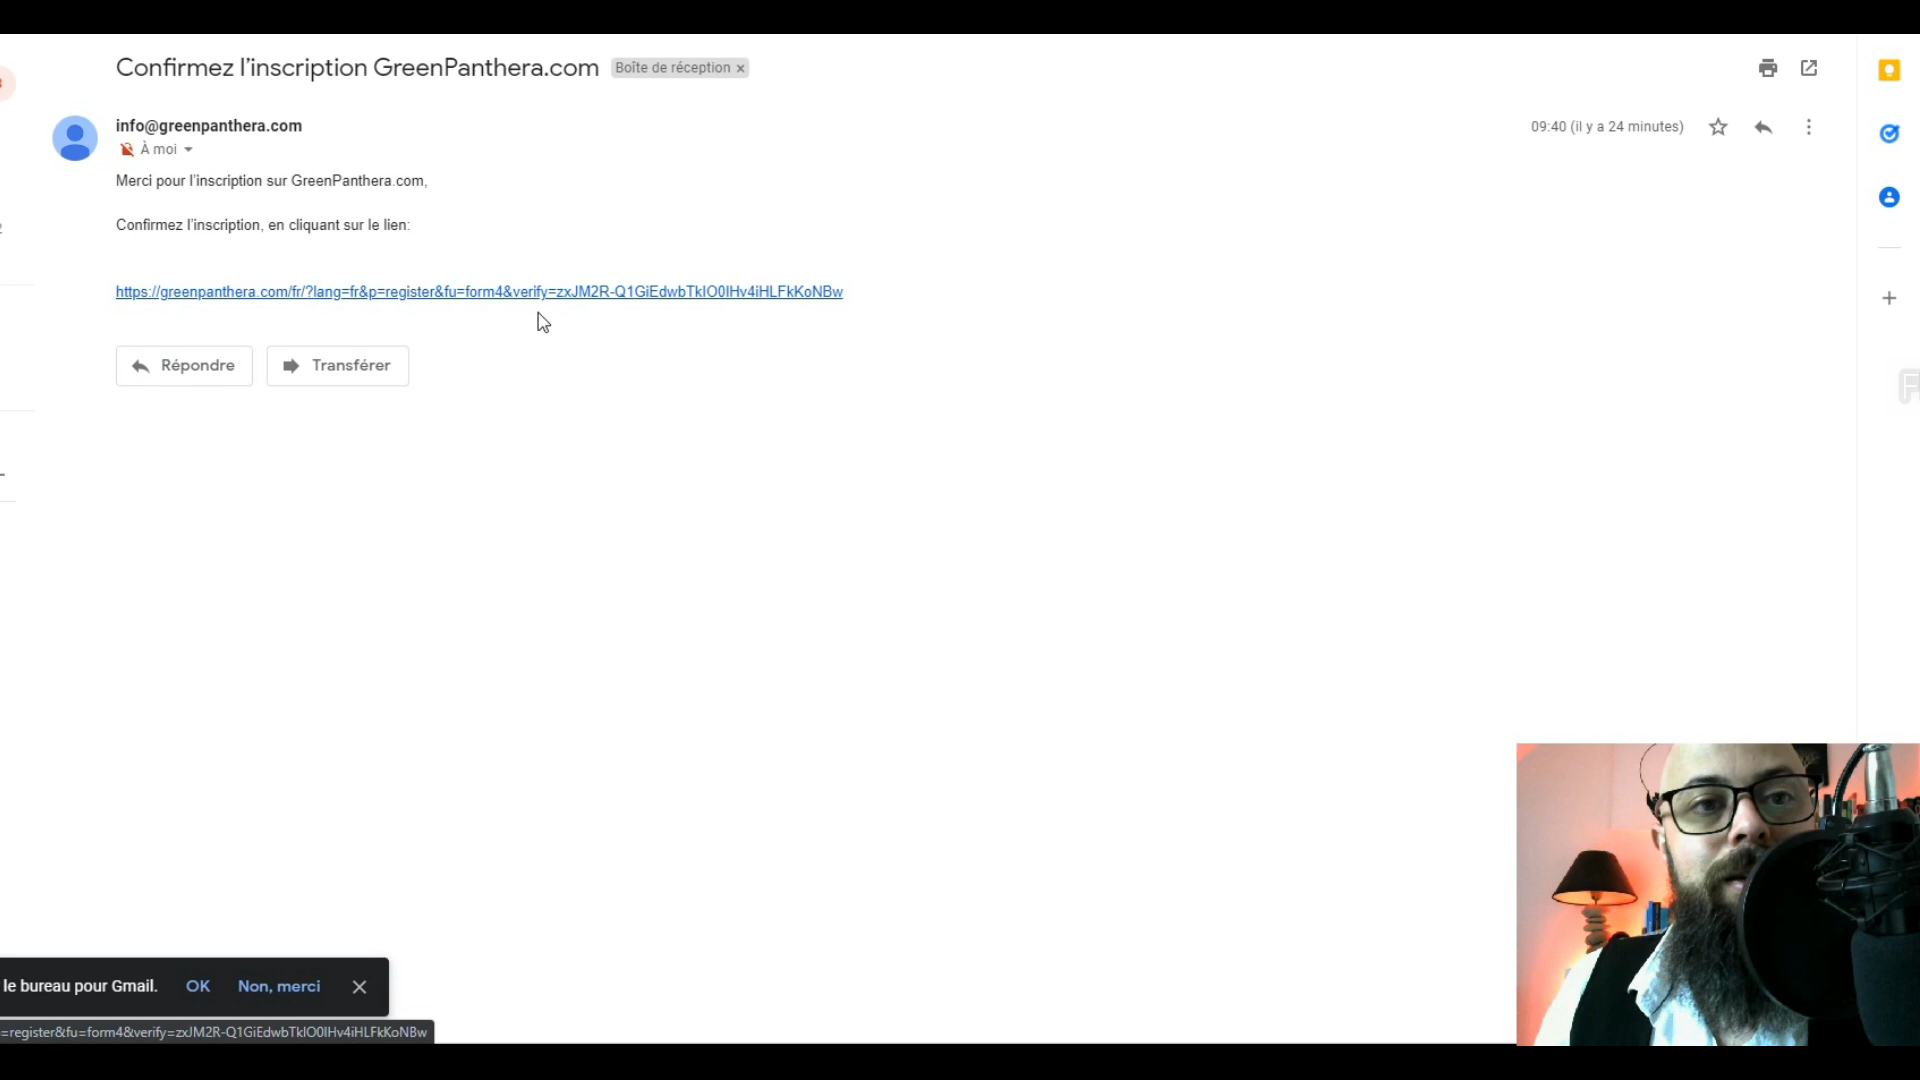 Confirmez l'inscription GreenPanthera.com Boîte de réception ×
info@greenpanthera.com 09:40 (il y a 24 minutes)
À moi
Merci pour l'inscription sur GreenPanthera.com,
Confirmez l'inscription, en cliquant sur le lien:
https://greenpanthera.com/fr/?lang=fr&p=register&fu=form4&verify=zxJM2R-Q1GiEdwbTkIO0IHv4iHLFkKoNBw
Répondre Transférer
le bureau pour Gmail. OK Non, merci
=register&fu=form4&verify=zxJM2R-Q1GiEdwbTkIO0IHv4iHLFkKoNBw